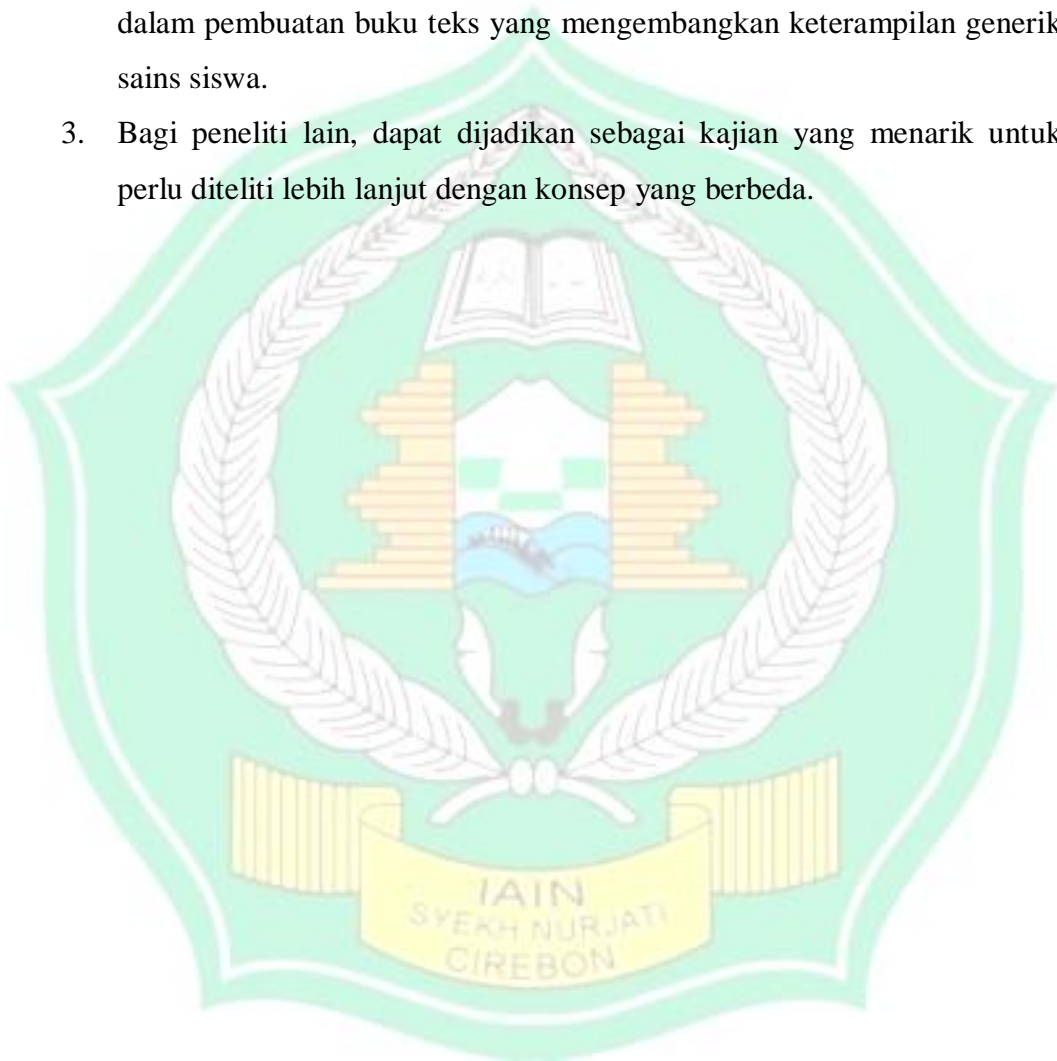 dalam pembuatan buku teks yang mengembangkan keterampilan generik
sains siswa.
3. Bagi peneliti lain, dapat dijadikan sebagai kajian yang menarik untuk
perlu diteliti lebih lanjut dengan konsep yang berbeda.
IAIN
SYEKH NURJATI
CIREBON